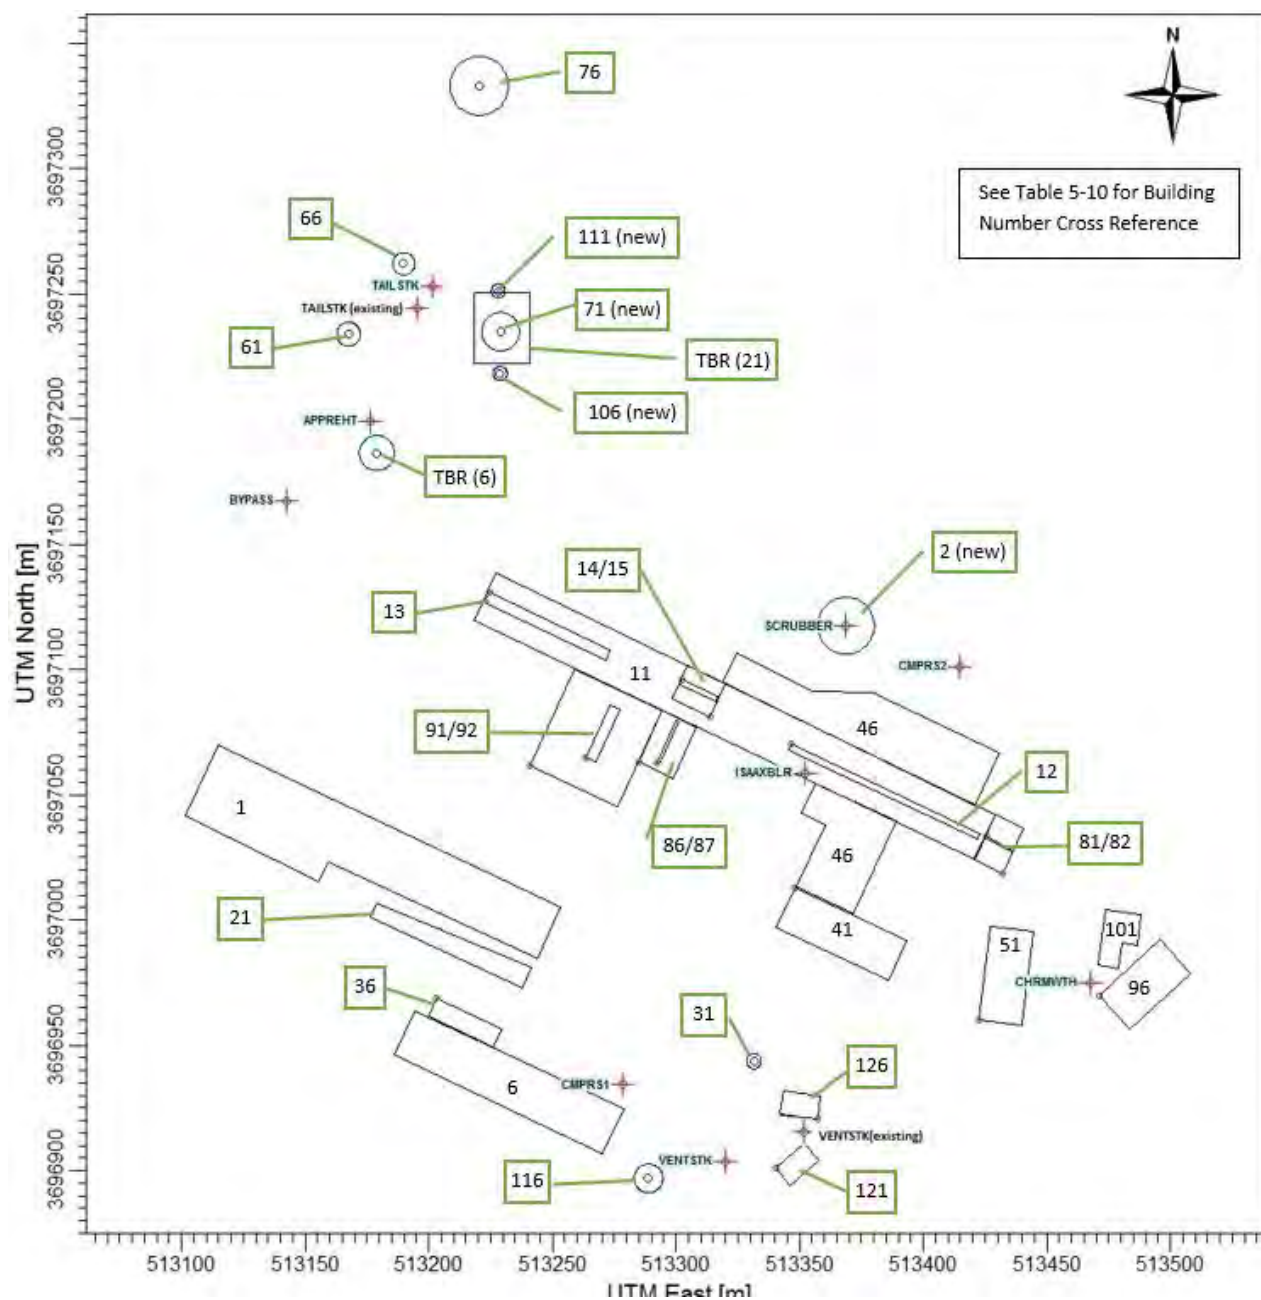 N
76
See Table 5-10 for Building
Number Cross Reference
3697300
66
111 (new)
TAILSTK
3697250
TAILSTK(existing)
71 (new)
61
TBR (21)
106 (new)
3697200
APPREHT
TBR (6)
BYPASS
3697150
2 (new)
14/15
13
SCRUBBER
CMPRS2
3697100
11
46
91/92
ISAAXBLR
12
3697050
1
86/87
46
81/82
3697000
21
41
51
101
CHRMWTH
96
36
31
3696950
126
CMPRS1
6
VENTSTK(existing)
VENTSTK
3696900
116
121
UTM North [m]
513100
513150
513200
513250
513300
513350
513400
513450
513500
UTM East [m]